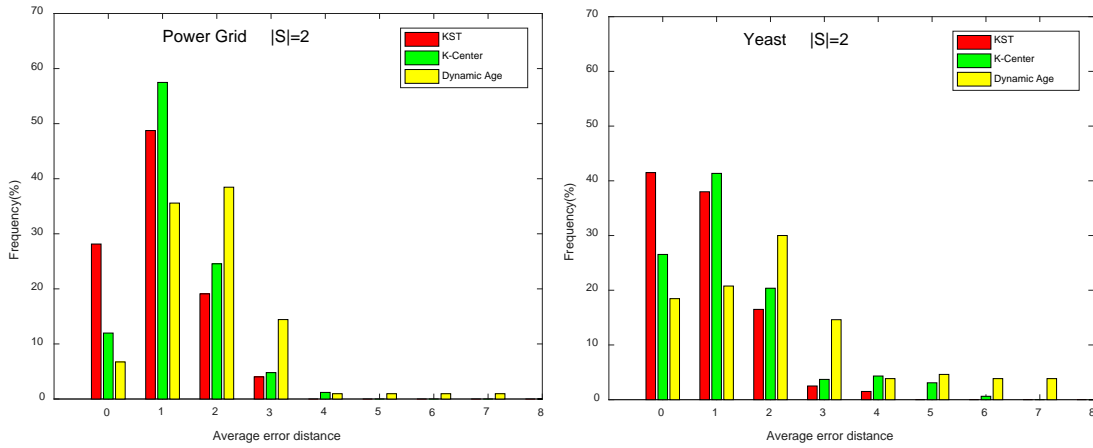 Power Grid |S|=2
KST
K-Center
Dynamic Age
Frequency(%)
70
60
50
40
30
20
10
0
0 1 2 3 4 5 6 7 8
Average error distance
Yeast |S|=2
KST
K-Center
Dynamic Age
Frequency(%)
70
60
50
40
30
20
10
0
0 1 2 3 4 5 6 7 8
Average error distance